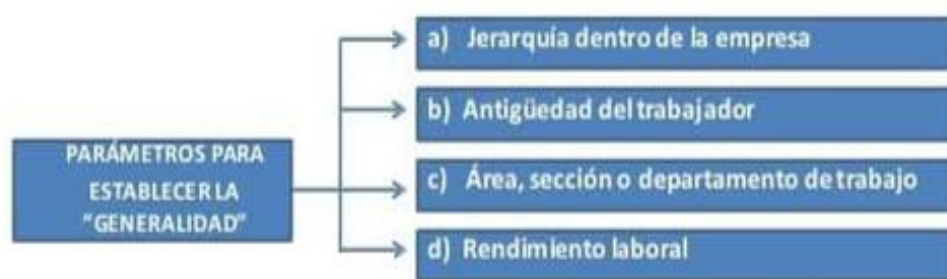 PARÁMETROS PARA
ESTABLECER LA
"GENERALIDAD"
a) Jerarquía dentro de la empresa
b) Antigüedad del trabajador
c) Área, sección o departamento de trabajo
d) Rendimiento laboral